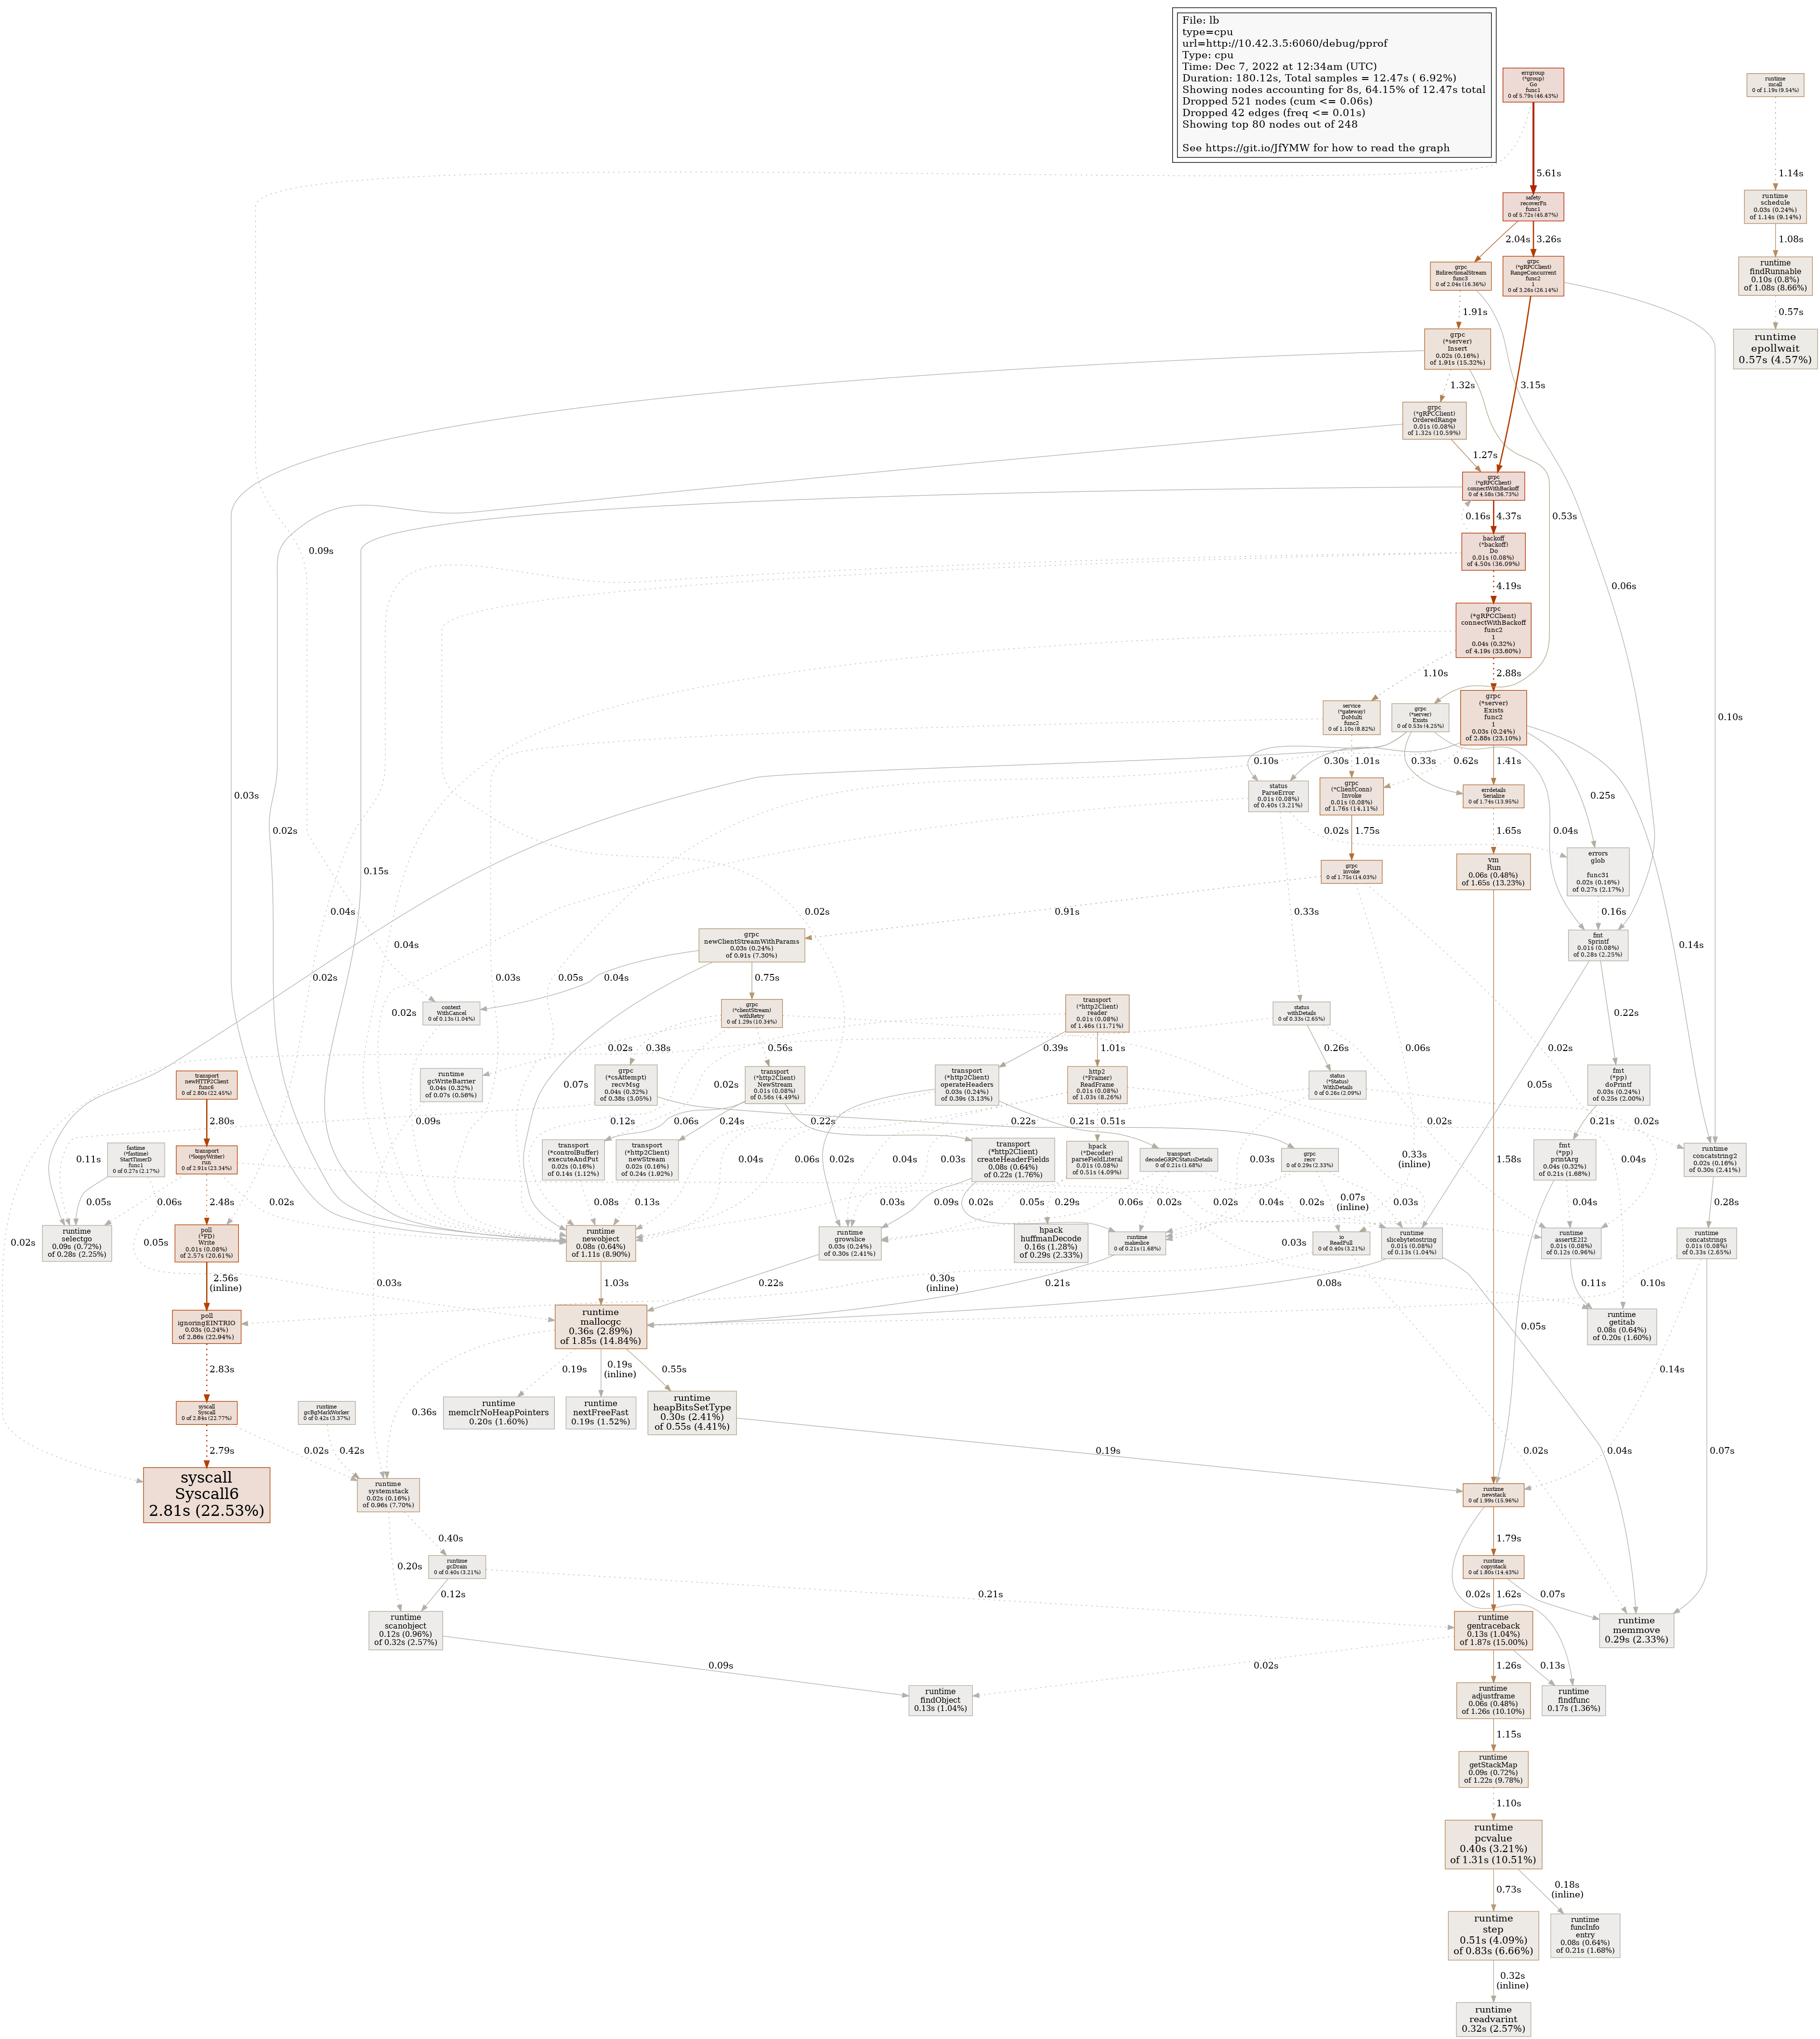 File: lb
type=cpu
url=http://10.42.3.5:6060/debug/pprof
Type: cpu
Time: Dec 7, 2022 at 12:34am (UTC)
Duration: 180.12s, Total samples = 12.47s ( 6.92%)
Showing nodes accounting for 8s, 64.15% of 12.47s total
Dropped 521 nodes (cum <= 0.06s)
Dropped 42 edges (freq <= 0.01s)
Showing top 80 nodes out of 248
See https://git.io/JfYMW for how to read the graph
errgroup
(*group)
Go
func1
0 of 5.79s (46.43%)
runtime
mcall
0 of 1.19s (9.54%)
5.61s
1.14s
safety
recoverFn
func1
0 of 5.72s (45.87%)
runtime
schedule
0.03s (0.24%)
of 1.14s (9.14%)
2.04s
3.26s
1.08s
grpc
BidirectionalStream
func3
0 of 2.04s (16.36%)
grpc
(*gRPCClient)
RangeConcurrent
func2
1
0 of 3.26s (26.14%)
runtime
findRunnable
0.10s (0.8%)
of 1.08s (8.66%)
1.91s
0.57s
grpc
(*server)
Insert
0.02s (0.16%)
of 1.91s (15.32%)
runtime
epollwait
0.57s (4.57%)
1.32s
3.15s
grpc
(*gRPCClient)
OrderedRange
0.01s (0.08%)
of 1.32s (10.59%)
1.27s
grpc
(*gRPCClient)
connectWithBackoff
0 of 4.58s (36.73%)
0.16s
4.37s
0.53s
0.09s
backoff
(*backoff)
Do
0.01s (0.08%)
of 4.50s (36.09%)
4.19s
0.06s
grpc
(*gRPCClient)
connectWithBackoff
func2
1
0.04s (0.32%)
of 4.19s (33.60%)
1.10s
2.88s
service
(*gateway)
DoMulti
func2
0 of 1.10s (8.82%)
grpc
(*server)
Exists
0 of 0.53s (4.25%)
grpc
(*server)
Exists
func2
1
0.03s (0.24%)
of 2.88s (23.10%)
0.10s
0.10s
1.01s
0.30s
0.33s
0.62s
1.41s
0.25s
0.03s
status
ParseError
0.01s (0.08%)
of 0.40s (3.21%)
grpc
(*ClientConn)
Invoke
0.01s (0.08%)
of 1.76s (14.11%)
errdetails
Serialize
0 of 1.74s (13.95%)
0.02s
0.02s
1.75s
1.65s
0.04s
0.15s
grpc
invoke
0 of 1.75s (14.03%)
vm
Run
0.06s (0.48%)
of 1.65s (13.23%)
errors
glob
func31
0.02s (0.16%)
of 0.27s (2.17%)
0.04s
0.02s
0.91s
0.33s
0.16s
grpc
newClientStreamWithParams
0.03s (0.24%)
of 0.91s (7.30%)
fmt
Sprintf
0.01s (0.08%)
of 0.28s (2.25%)
0.14s
0.02s
0.04s
0.03s
0.05s
0.04s
0.75s
context
WithCancel
0 of 0.13s (1.04%)
grpc
(*clientStream)
withRetry
0 of 1.29s (10.34%)
transport
(*http2Client)
reader
0.01s (0.08%)
of 1.46s (11.71%)
status
withDetails
0 of 0.33s (2.65%)
0.02s
0.22s
0.02s
0.02s
0.38s
0.56s
0.39s
1.01s
0.06s
0.26s
transport
newHTTP2Client
func6
0 of 2.80s (22.45%)
runtime
gcWriteBarrier
0.04s (0.32%)
of 0.07s (0.56%)
grpc
(*csAttempt)
recvMsg
0.04s (0.32%)
of 0.38s (3.05%)
transport
(*http2Client)
NewStream
0.01s (0.08%)
of 0.56s (4.49%)
transport
(*http2Client)
operateHeaders
0.03s (0.24%)
of 0.39s (3.13%)
http2
(*Framer)
ReadFrame
0.01s (0.08%)
of 1.03s (8.26%)
status
(*Status)
WithDetails
0 of 0.26s (2.09%)
fmt
(*pp)
doPrintf
0.03s (0.24%)
of 0.25s (2.00%)
0.07s
0.02s
0.05s
2.80s
0.09s
0.12s
0.06s
0.24s
0.22s
0.21s
0.51s
0.22s
0.02s
0.21s
0.02s
0.02s
fastime
(*fastime)
StartTimerD
func1
0 of 0.27s (2.17%)
transport
(*loopyWriter)
run
0 of 2.91s (23.34%)
transport
(*controlBuffer)
executeAndPut
0.02s (0.16%)
of 0.14s (1.12%)
transport
(*http2Client)
newStream
0.02s (0.16%)
of 0.24s (1.92%)
transport
(*http2Client)
createHeaderFields
0.08s (0.64%)
of 0.22s (1.76%)
hpack
(*Decoder)
parseFieldLiteral
0.01s (0.08%)
of 0.51s (4.09%)
transport
decodeGRPCStatusDetails
0 of 0.21s (1.68%)
grpc
recv
0 of 0.29s (2.33%)
fmt
(*pp)
printArg
0.04s (0.32%)
of 0.21s (1.68%)
runtime
concatstring2
0.02s (0.16%)
of 0.30s (2.41%)
0.11s
0.05s
0.06s
2.48s
0.02s
0.08s
0.13s
0.04s
0.06s
0.02s
0.04s
0.03s
0.03s
0.09s
0.02s
0.05s
0.29s
0.06s
0.03s
0.02s
0.04s
0.02s
0.07s
(inline)
0.03s
0.33s
(inline)
1.58s
0.04s
0.04s
0.28s
runtime
selectgo
0.09s (0.72%)
of 0.28s (2.25%)
poll
(*FD)
Write
0.01s (0.08%)
of 2.57s (20.61%)
runtime
newobject
0.08s (0.64%)
of 1.11s (8.90%)
runtime
growslice
0.03s (0.24%)
of 0.30s (2.41%)
hpack
huffmanDecode
0.16s (1.28%)
of 0.29s (2.33%)
runtime
makeslice
0 of 0.21s (1.68%)
io
ReadFull
0 of 0.40s (3.21%)
runtime
slicebytetostring
0.01s (0.08%)
of 0.13s (1.04%)
runtime
assertE2I2
0.01s (0.08%)
of 0.12s (0.96%)
runtime
concatstrings
0.01s (0.08%)
of 0.33s (2.65%)
0.02s
0.05s
2.56s
(inline)
0.03s
1.03s
0.22s
0.30s
(inline)
0.21s
0.08s
0.03s
0.11s
0.10s
poll
ignoringEINTRIO
0.03s (0.24%)
of 2.86s (22.94%)
runtime
mallocgc
0.36s (2.89%)
of 1.85s (14.84%)
runtime
getitab
0.08s (0.64%)
of 0.20s (1.60%)
0.05s
2.83s
0.19s
0.19s
(inline)
0.55s
0.14s
syscall
Syscall
0 of 2.84s (22.77%)
runtime
gcBgMarkWorker
0 of 0.42s (3.37%)
0.36s
runtime
memclrNoHeapPointers
0.20s (1.60%)
runtime
nextFreeFast
0.19s (1.52%)
runtime
heapBitsSetType
0.30s (2.41%)
of 0.55s (4.41%)
2.79s
0.02s
0.42s
0.19s
0.02s
0.04s
0.07s
syscall
Syscall6
2.81s (22.53%)
runtime
systemstack
0.02s (0.16%)
of 0.96s (7.70%)
runtime
newstack
0 of 1.99s (15.96%)
0.40s
1.79s
0.20s
runtime
gcDrain
0 of 0.40s (3.21%)
runtime
copystack
0 of 1.80s (14.43%)
0.12s
0.21s
0.02s
1.62s
0.07s
runtime
scanobject
0.12s (0.96%)
of 0.32s (2.57%)
runtime
gentraceback
0.13s (1.04%)
of 1.87s (15.00%)
runtime
memmove
0.29s (2.33%)
0.09s
0.02s
1.26s
0.13s
runtime
findObject
0.13s (1.04%)
runtime
adjustframe
0.06s (0.48%)
of 1.26s (10.10%)
runtime
findfunc
0.17s (1.36%)
1.15s
runtime
getStackMap
0.09s (0.72%)
of 1.22s (9.78%)
1.10s
runtime
pcvalue
0.40s (3.21%)
of 1.31s (10.51%)
0.73s
0.18s
(inline)
runtime
step
0.51s (4.09%)
of 0.83s (6.66%)
runtime
funcInfo
entry
0.08s (0.64%)
of 0.21s (1.68%)
0.32s
(inline)
runtime
readvarint
0.32s (2.57%)